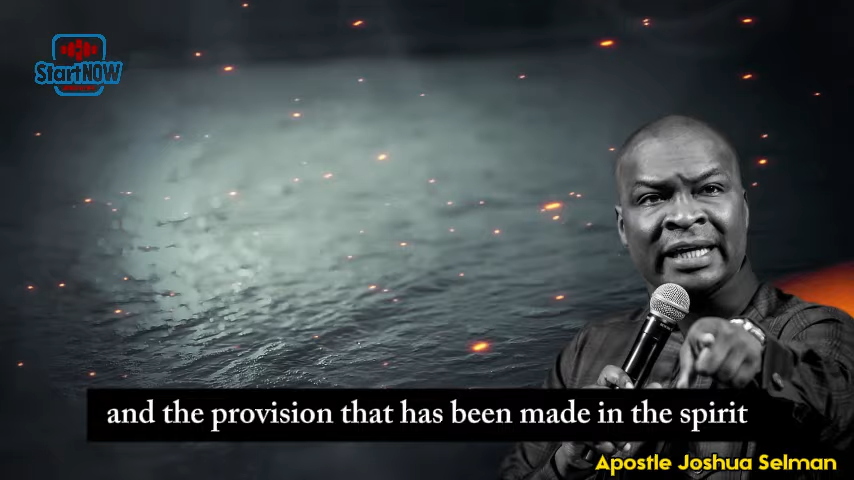 StartNOW
and the provision that has been made in the spirit
Apostle Joshua Selman